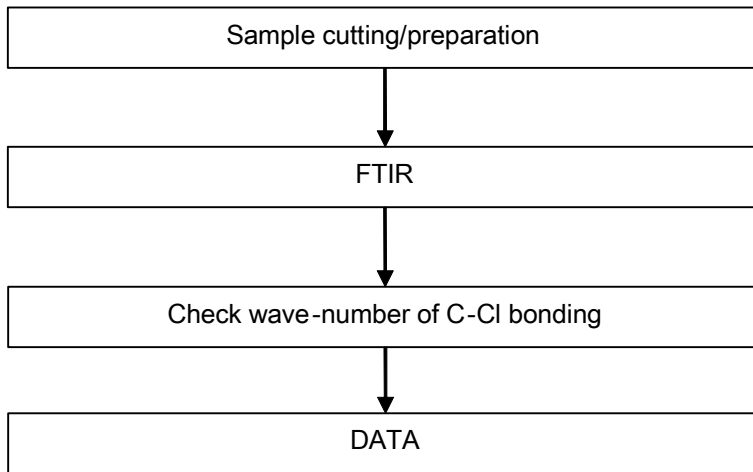 Sample cutting/preparation
FTIR
Check wave-number of C-Cl bonding
DATA